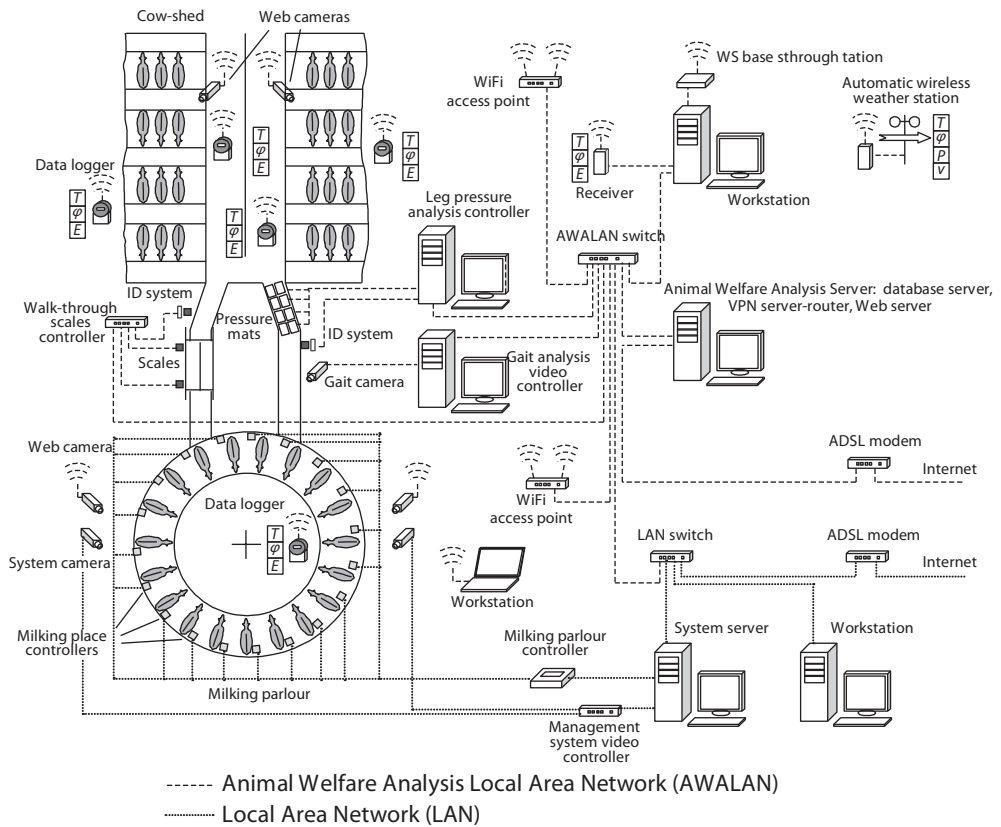 Cow-shed
Web cameras
WiFi
access point
WS base sthrough tation
Automatic wireless
weather station
T
φ
P
v
T
φ
E
T
φ
E
T
φ
E
Data logger
T
φ
E
T
φ
E
Receiver
Workstation
Leg pressure
analysis controller
AWALAN switch
ID system
Walk-through
scales
controller
Pressure
mats
ID system
Scales
Gait camera
Gait analysis
video
controller
Animal Welfare Analysis Server: database server,
VPN server-router, Web server
Web camera
ADSL modem
Internet
WiFi
access point
Data logger
T
φ
E
LAN switch
ADSL modem
Internet
System camera
Workstation
Milking place
controllers
Milking parlour
controller
System server
Workstation
Milking parlour
Management
system video
controller
Animal Welfare Analysis Local Area Network (AWALAN)
Local Area Network (LAN)